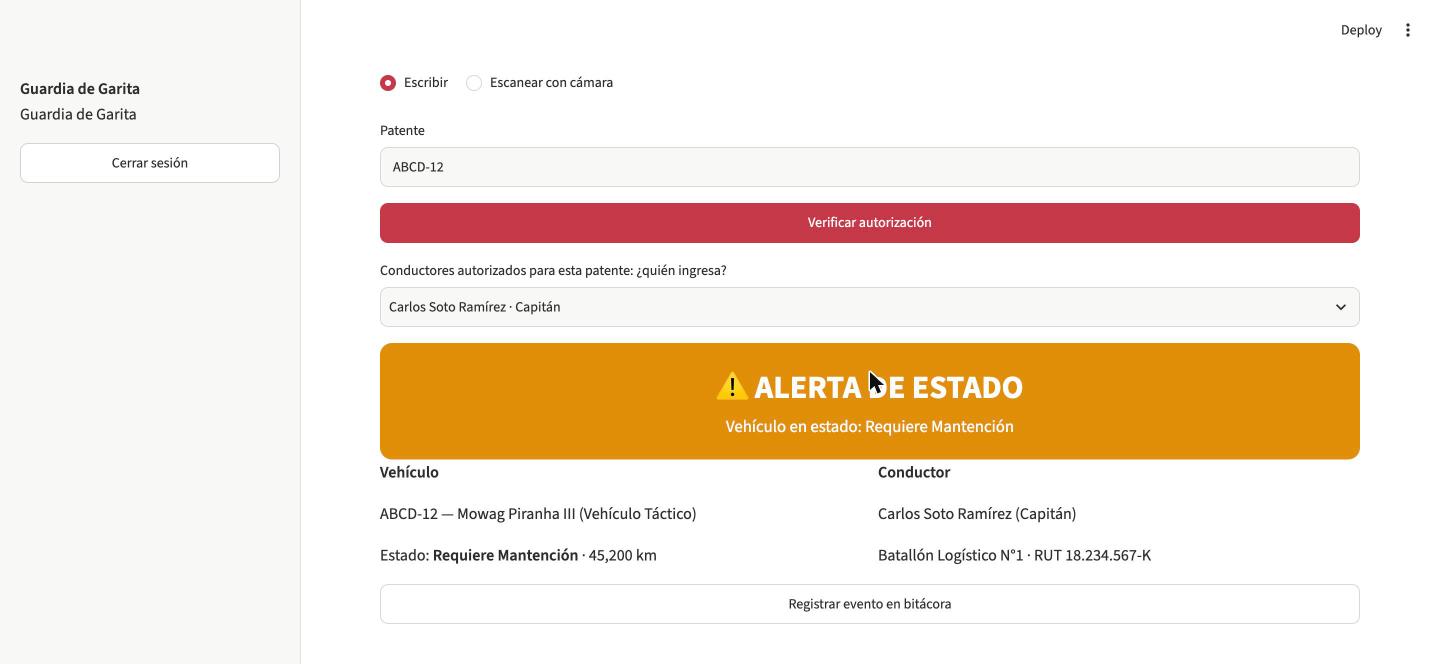 Deploy
Guardia de Garita
Guardia de Garita
Cerrar sesión
Escribir
Escanear con cámara
Patente
ABCD-12
Verificar autorización
Conductores autorizados para esta patente: ¿quién ingresa?
Carlos Soto Ramírez · Capitán
⚠️ ALERTA DE ESTADO
Vehículo en estado: Requiere Mantención
Vehículo
ABCD-12 — Mowag Piranha III (Vehículo Táctico)
Estado: Requiere Mantención · 45,200 km
Conductor
Carlos Soto Ramírez (Capitán)
Batallón Logístico N°1 · RUT 18.234.567-K
Registrar evento en bitácora